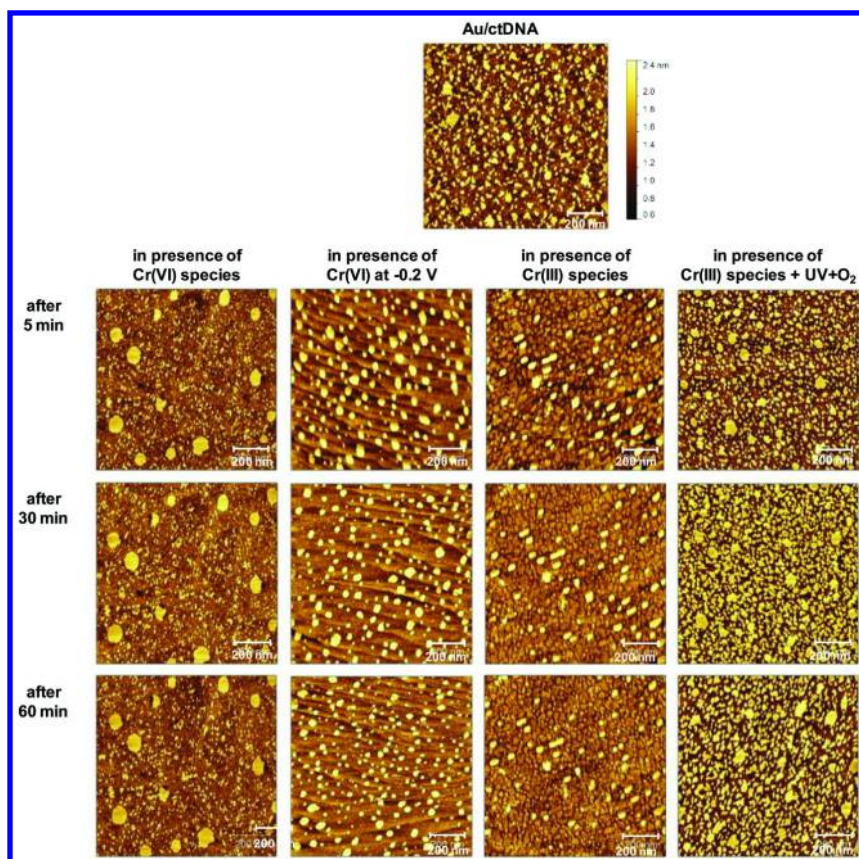 Au/ctDNA
2.4 nm
2.0
1.8
1.6
1.4
1.2
1.0
0.8
0.6
200 nm
in presence of
Cr(VI) species
in presence of
Cr(VI) at -0.2 V
in presence of
Cr(III) species
in presence of
Cr(III) species + UV+O₂
after
5 min
200 nm
200 nm
200 nm
200 nm
after
30 min
200 nm
200 nm
200 nm
200 nm
after
60 min
200
200 nm
200 nm
200 nm